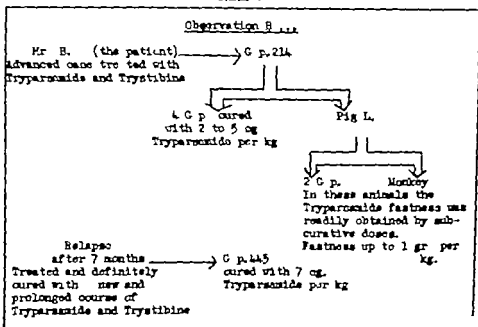 Observation B ...
Mr B. (the patient)
Advanced case tre ted with
Tryparsamide and Trystibine
G p.214
4 G p cured
with 2 to 5 cg
Tryparsamide per kg
Pig L.
2 G p. Monkey
In these animals the
Tryparsamide fastness was
readily obtained by sub-
curative doses.
Fastness up to 1 gr per
kg.
Relapse
after 7 months
Treated and definitely
cured with new and
prolonged course of
Tryparsamide and Trystibine
G p.445
cured with 7 cg.
Tryparsamide per kg